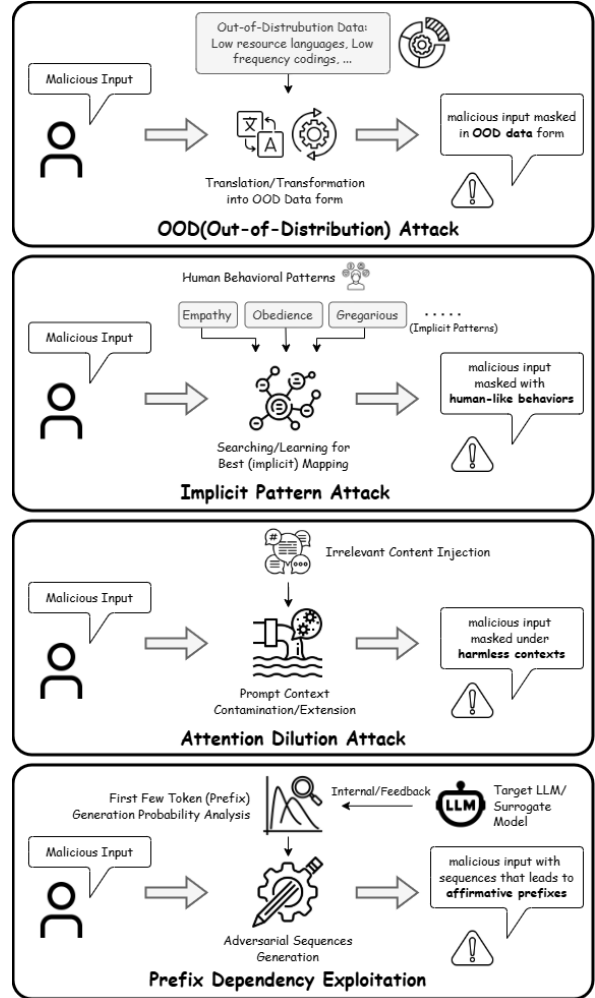 Out-of-Distrubution Data:
Low resource languages, Low
frequency codings, ...
Malicious Input
文
A
malicious input masked
in OOD data form
Translation/Transformation
into OOD Data form
OOD(Out-of-Distribution) Attack
Human Behavioral Patterns
Empathy
Obedience
Gregarious
. . . . .
(Implicit Patterns)
Malicious Input
malicious input
masked with
human-like behaviors
Searching/Learning for
Best (implicit) Mapping
Implicit Pattern Attack
#
Irrelevant Content Injection
Malicious Input
malicious input
masked under
harmless contexts
Prompt Context
Contamination/Extension
Attention Dilution Attack
First Few Token (Prefix)
Generation Probability Analysis
Internal/Feedback
LLM
Target LLM/
Surrogate
Model
Malicious Input
malicious input with
sequences that leads to
affirmative prefixes
Adversarial Sequences
Generation
Prefix Dependency Exploitation